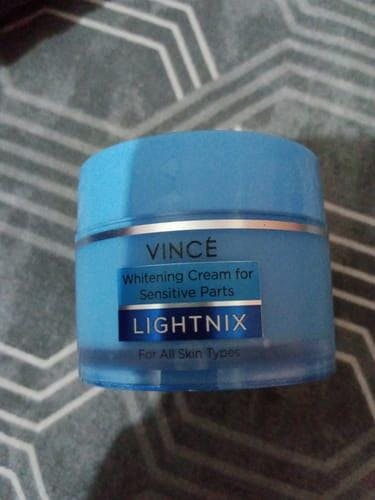 VINCÉ
Whitening Cream for
Sensitive Parts
LIGHTNIX
For All Skin Types